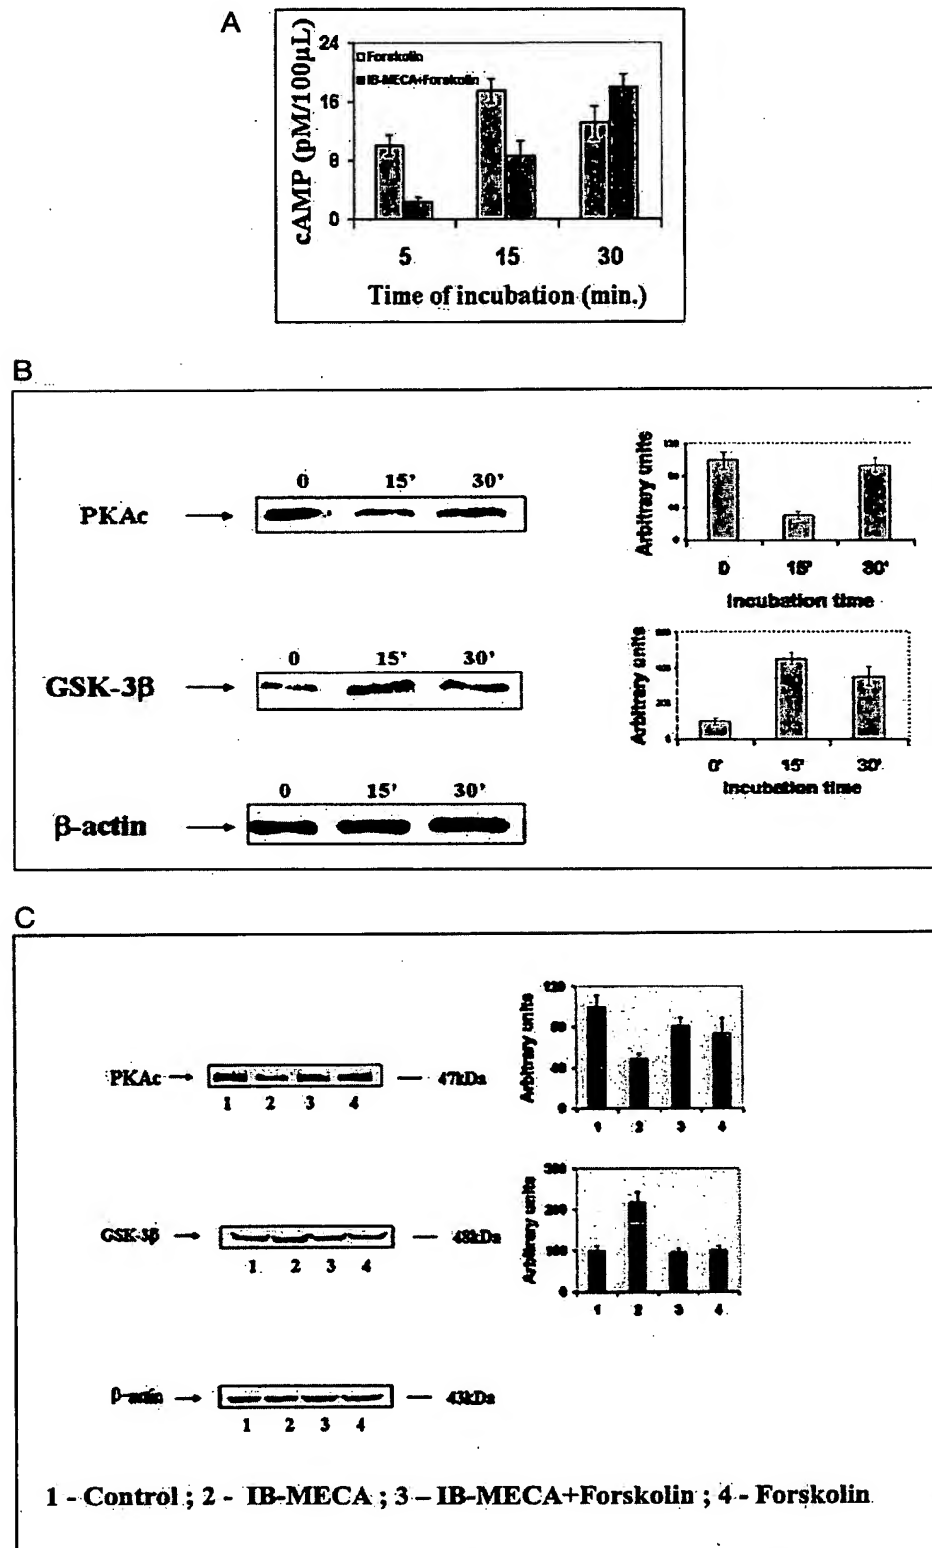 A
cAMP (pM/100µL)
24
16
8
0
Forskolin
IB-MECA+Forskolin
5 15 30
Time of incubation (min.)
B
PKAc
0 15' 30'
Arbitrary units
0
0 15' 30'
Incubation time
GSK-3β
0 15' 30'
Arbitrary units
0' 15' 30'
Incubation time
β-actin
0 15' 30'
C
PKAc
47kDa
1 2 3 4
Arbitrary units
120
80
40
0
1 2 3 4
GSK-3β
48kDa
1 2 3 4
Arbitrary units
300
200
100
0
1 2 3 4
β-actin
43kDa
1 2 3 4
1 - Control ; 2 - IB-MECA ; 3 – IB-MECA+Forskolin ; 4 - Forskolin